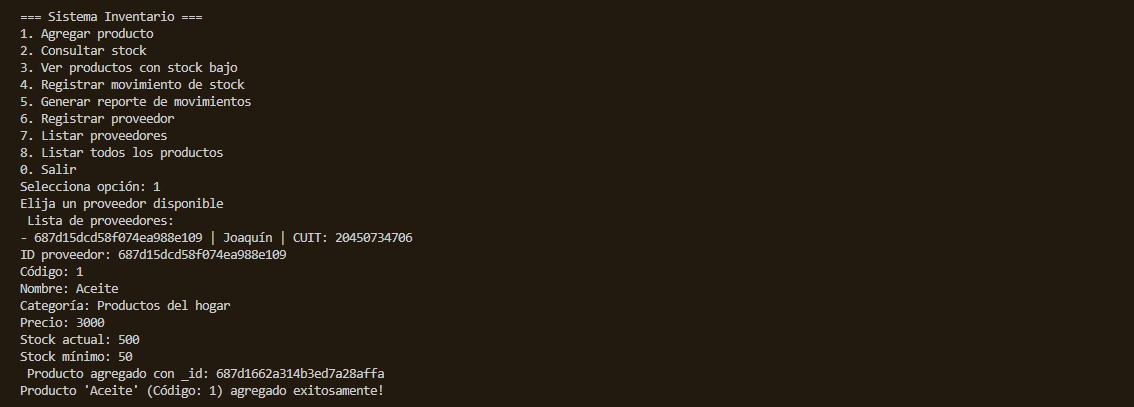 === Sistema Inventario ===
1. Agregar producto
2. Consultar stock
3. Ver productos con stock bajo
4. Registrar movimiento de stock
5. Generar reporte de movimientos
6. Registrar proveedor
7. Listar proveedores
8. Listar todos los productos
0. Salir
Selecciona opción: 1
Elija un proveedor disponible
Lista de proveedores:
- 687d15dcd58f074ea988e109 | Joaquín | CUIT: 20450734706
ID proveedor: 687d15dcd58f074ea988e109
Código: 1
Nombre: Aceite
Categoría: Productos del hogar
Precio: 3000
Stock actual: 500
Stock mínimo: 50
Producto agregado con _id: 687d1662a314b3ed7a28affa
Producto 'Aceite' (Código: 1) agregado exitosamente!